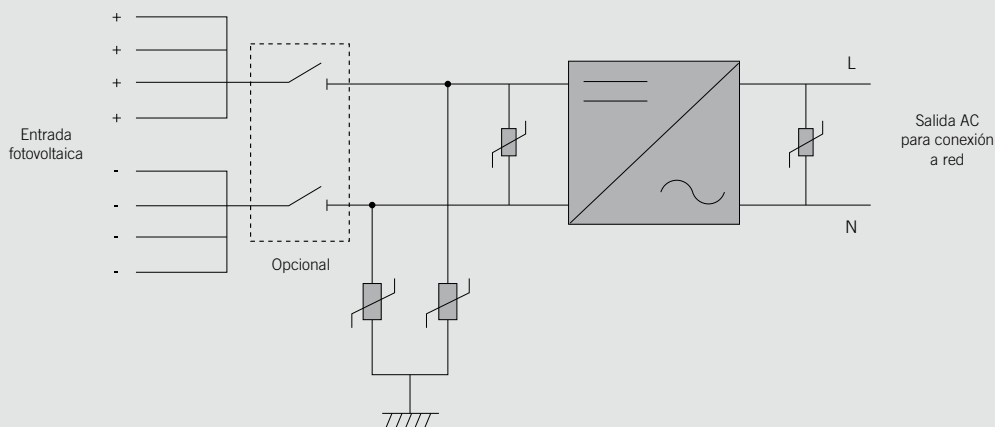 +
+
+
+
Entrada
fotovoltaica
-
-
-
-
Opcional
L
N
Salida AC
para conexión
a red